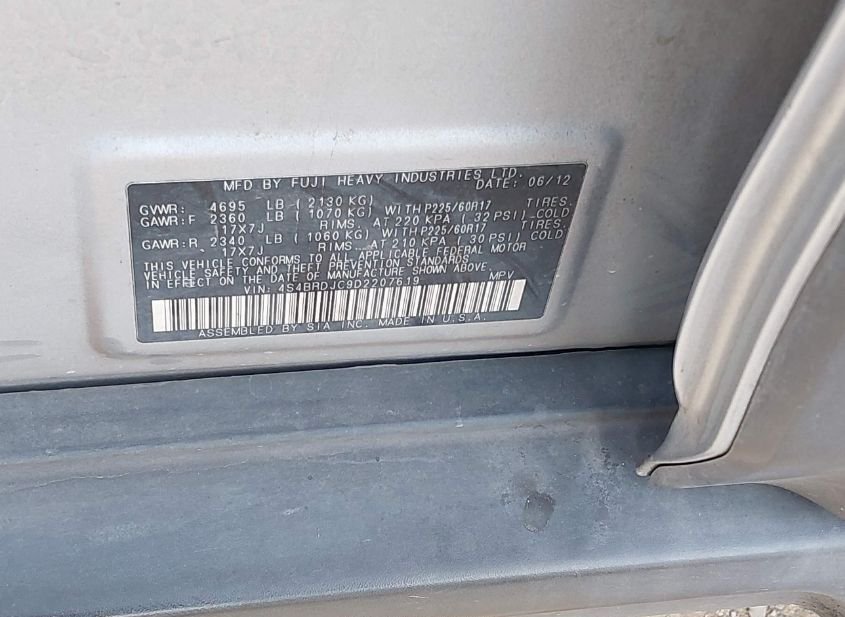 MFD BY FUJI HEAVY INDUSTRIES LTD.
DATE: 06/12
GVWR: 4695 LB (2130 KG)
GAWR:F 2360 LB (1070 KG) WITH P225/60R17 TIRES.
17X7J RIMS. AT 220 KPA (32 PSI) COLD
GAWR:R 2340 LB (1060 KG) WITH P225/60R17 TIRES.
17X7J RIMS. AT 210 KPA (30 PSI) COLD
THIS VEHICLE CONFORMS TO ALL APPLICABLE FEDERAL MOTOR
VEHICLE SAFETY AND THEFT PREVENTION STANDARDS
IN EFFECT ON THE DATE OF MANUFACTURE SHOWN ABOVE.
VIN: 4S4BRDJC9D2207619 MPV
ASSEMBLED BY SIA INC. MADE IN U.S.A.